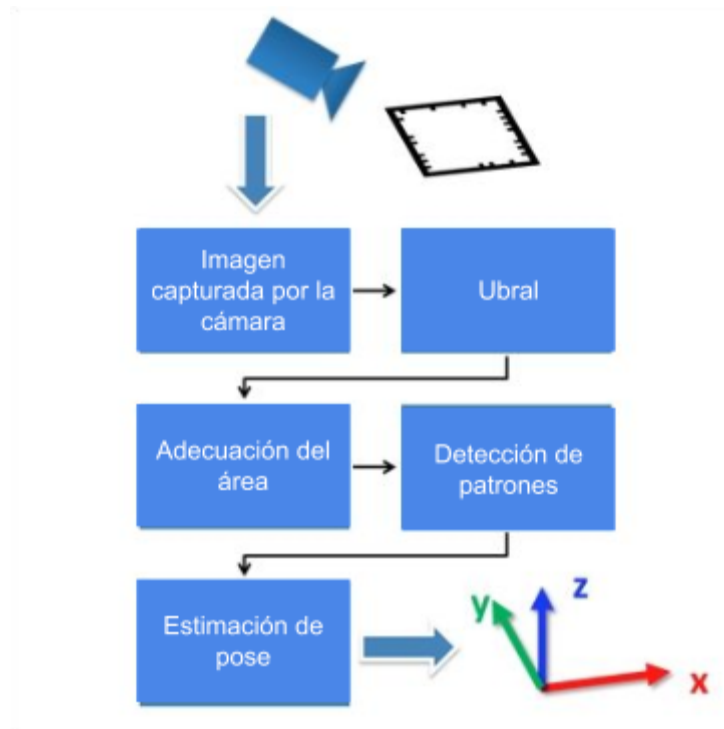 Imagen
capturada por la
cámara
Ubral
Adecuación del
área
Detección de
patrones
Estimación de
pose
y
z
x